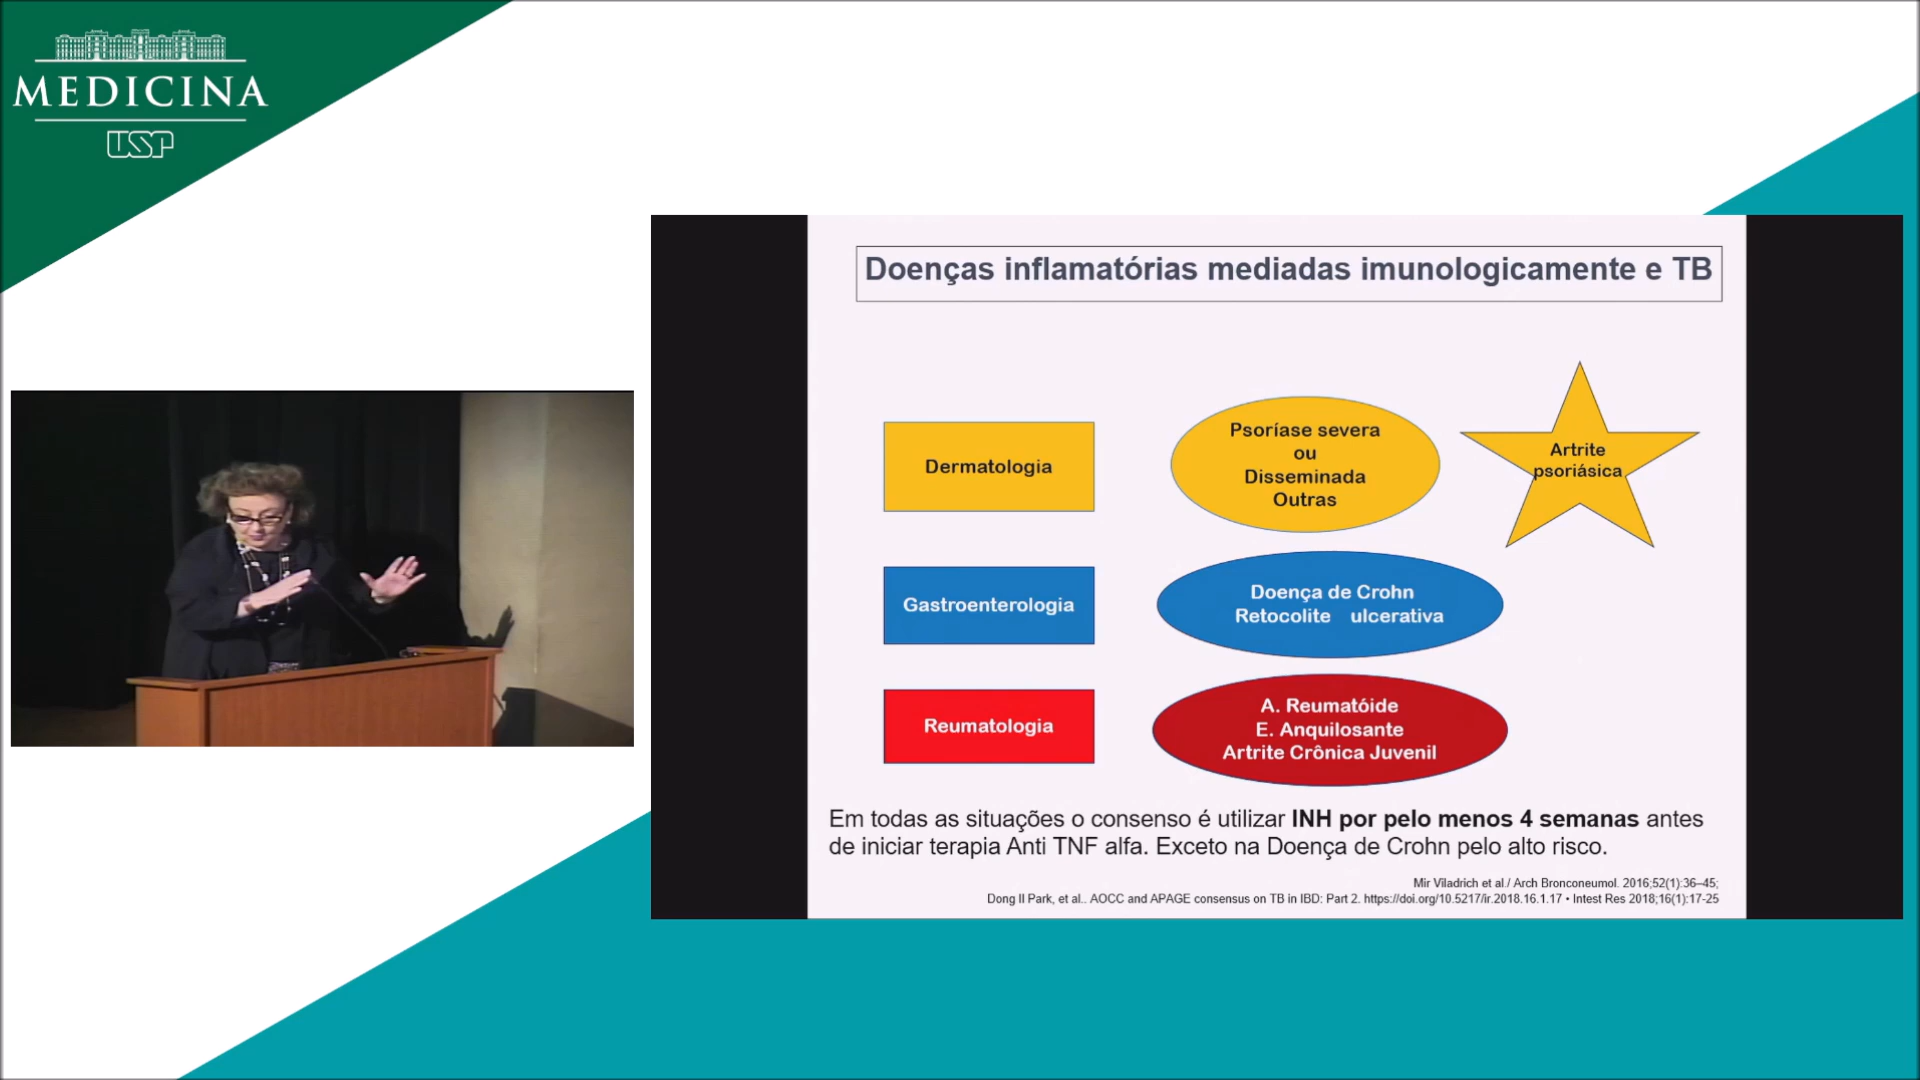 MEDICINA
USP
Doenças inflamatórias mediadas imunologicamente e TB
Dermatologia
Psoríase severa
ou
Disseminada
Outras
Artrite
psoriásica
Gastroenterologia
Doença de Crohn
Retocolite ulcerativa
Reumatologia
A. Reumatóide
E. Anquilosante
Artrite Crônica Juvenil
Em todas as situações o consenso é utilizar INH por pelo menos 4 semanas antes
de iniciar terapia Anti TNF alfa. Exceto na Doença de Crohn pelo alto risco.
Mir Viladrich et al./ Arch Bronconeumol. 2016;52(1):36–45;
Dong Il Park, et al.. AOCC and APAGE consensus on TB in IBD: Part 2. https://doi.org/10.5217/ir.2018.16.1.17 • Intest Res 2018;16(1):17-25